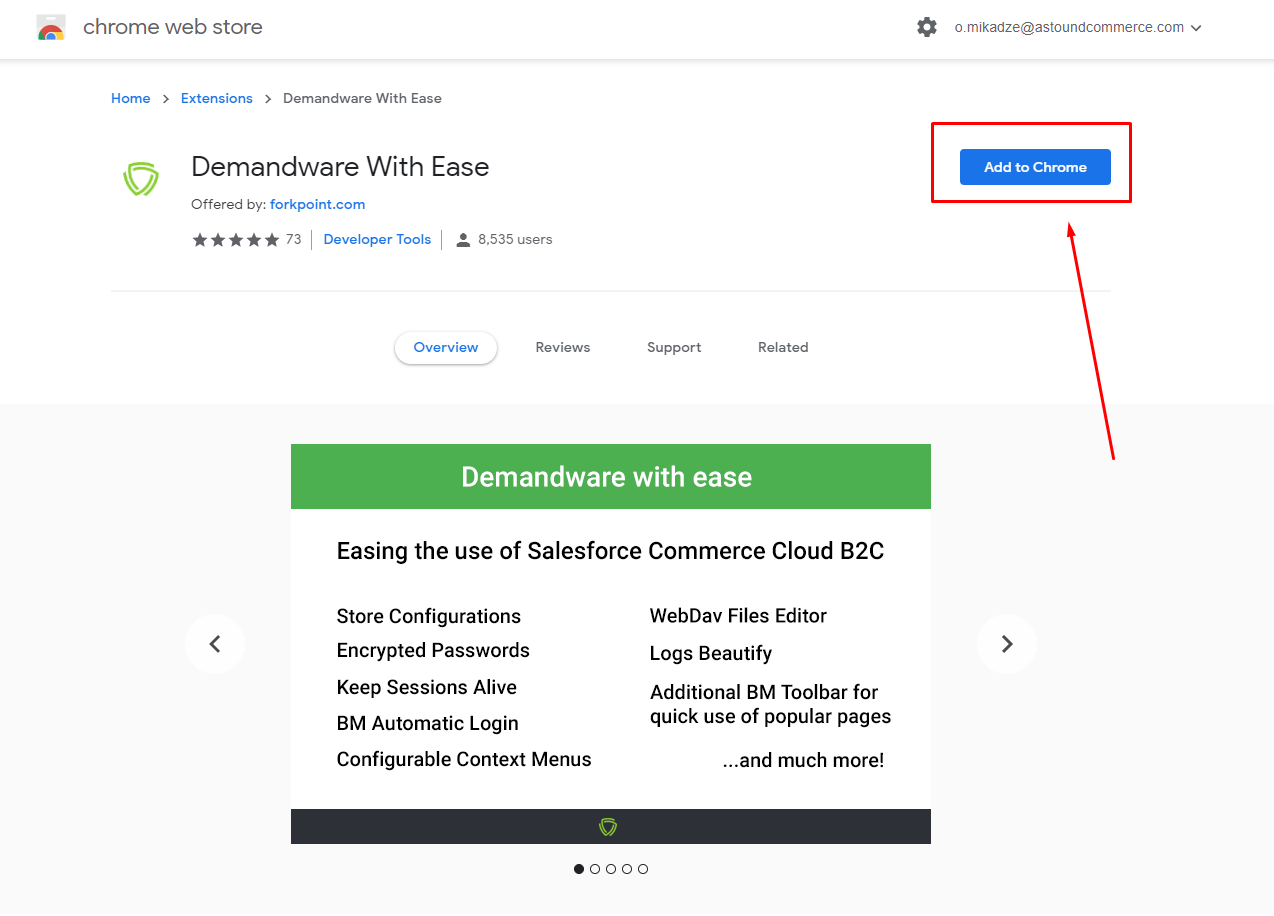 chrome web store
o.mikadze@astoundcommerce.com
Home > Extensions > Demandware With Ease
Demandware With Ease
Add to Chrome
Offered by: forkpoint.com
73 Developer Tools 8,535 users
Overview Reviews Support Related
Demandware with ease
Easing the use of Salesforce Commerce Cloud B2C
Store Configurations
Encrypted Passwords
Keep Sessions Alive
BM Automatic Login
Configurable Context Menus
WebDav Files Editor
Logs Beautify
Additional BM Toolbar for
quick use of popular pages
...and much more!